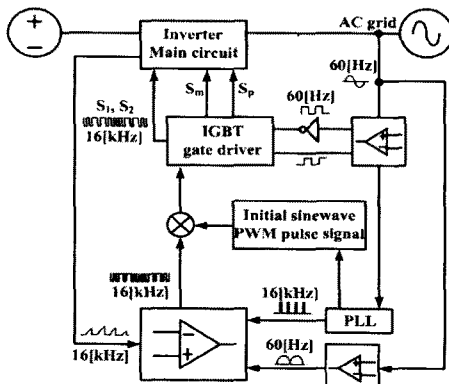 Inverter
Main circuit
AC grid
60[Hz]
S1, S2
Sm
Sp
16[kHz]
60[Hz]
IGBT
gate driver
Initial sinewave
PWM pulse signal
16[kHz]
16[kHz]
PLL
16[kHz]
60[Hz]